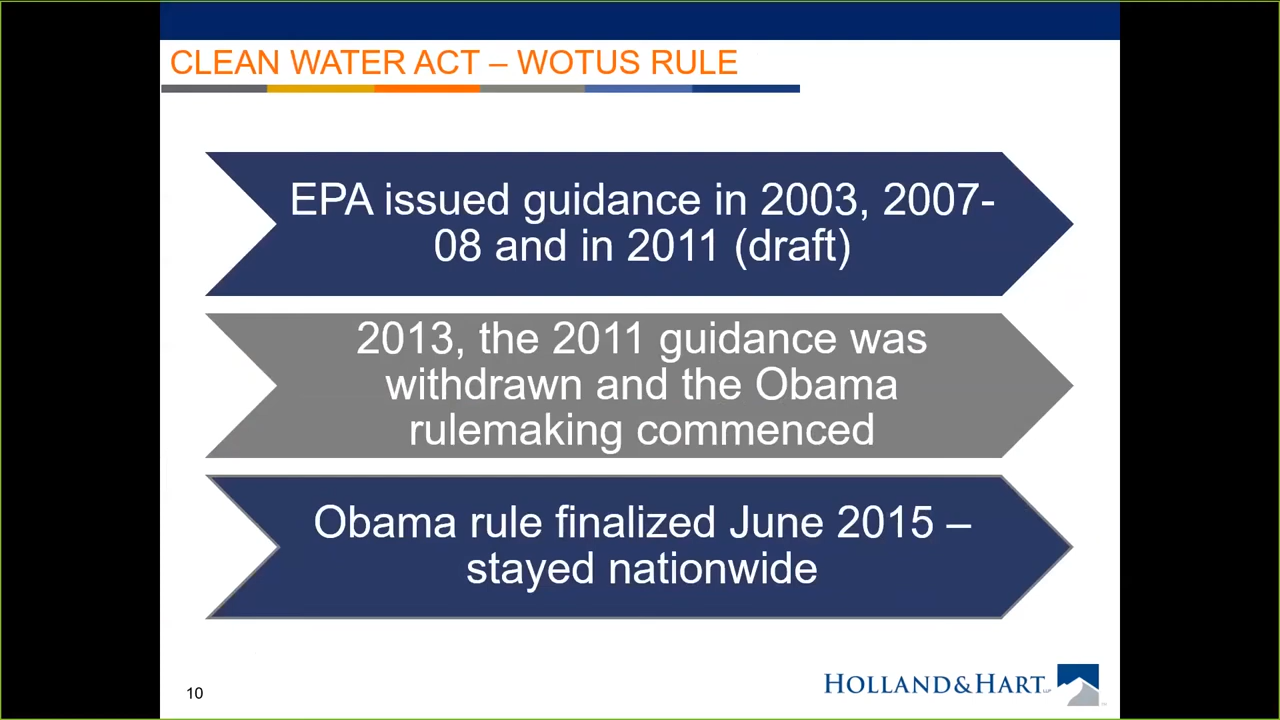 CLEAN WATER ACT – WOTUS RULE
EPA issued guidance in 2003, 2007-
08 and in 2011 (draft)
2013, the 2011 guidance was
withdrawn and the Obama
rulemaking commenced
Obama rule finalized June 2015 –
stayed nationwide
10
HOLLAND & HART LLP